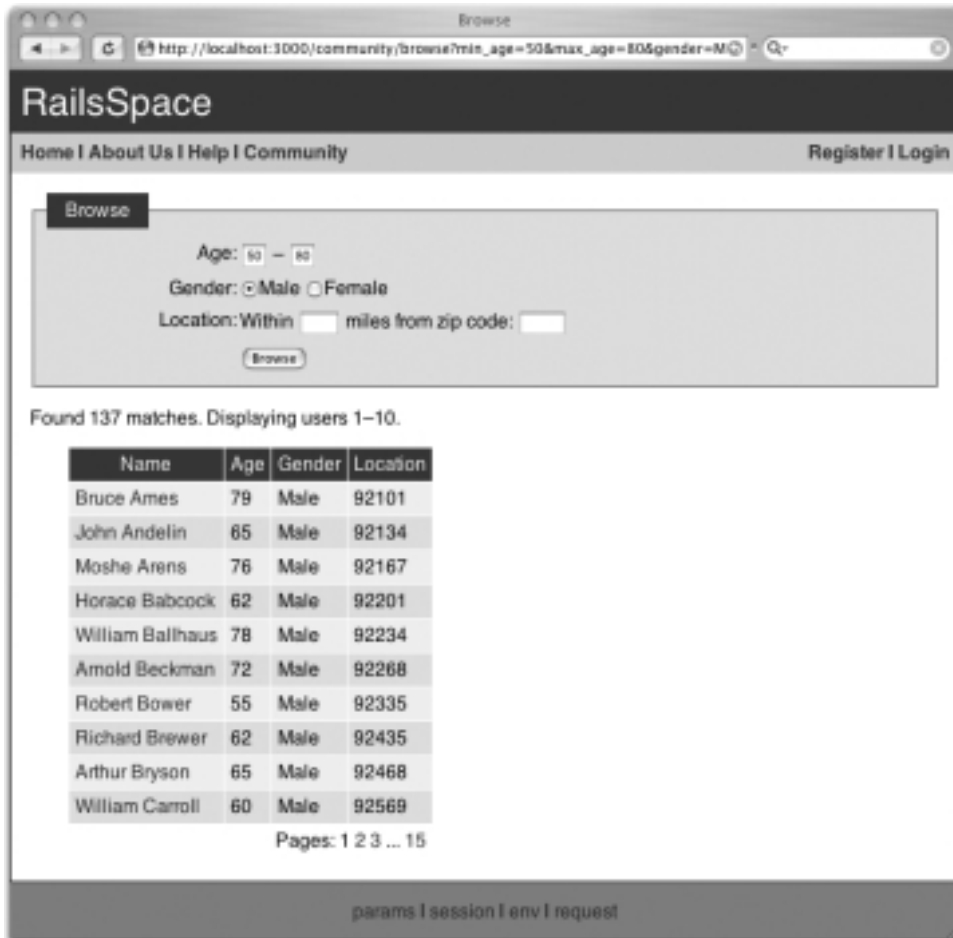 Browse
http://localhost:3000/community/browse?min_age=50&max_age=80&gender=M
RailsSpace
Home | About Us | Help | Community Register | Login
Browse
Age: 50 – 80
Gender: Male Female
Location: Within miles from zip code:
Browse
Found 137 matches. Displaying users 1–10.
Name Age Gender Location
Bruce Ames 79 Male 92101
John Andelin 65 Male 92134
Moshe Arens 76 Male 92167
Horace Babcock 62 Male 92201
William Ballhaus 78 Male 92234
Arnold Beckman 72 Male 92268
Robert Bower 55 Male 92335
Richard Brewer 62 Male 92435
Arthur Bryson 65 Male 92468
William Carroll 60 Male 92569
Pages: 1 2 3 ... 15
params | session | env | request